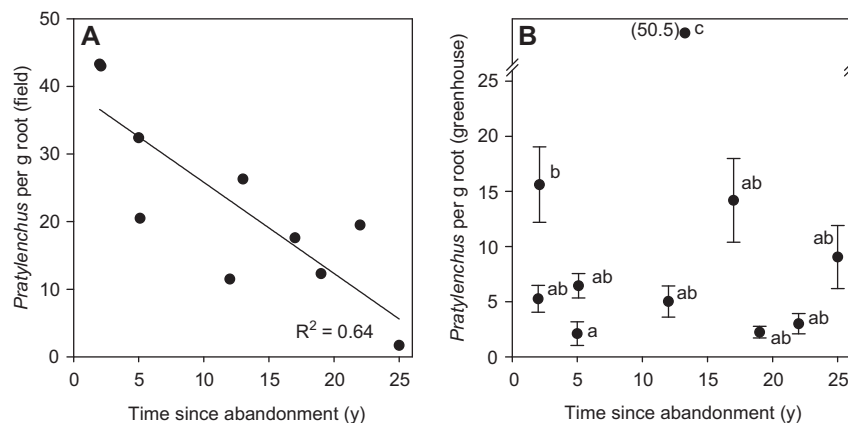 A
50
40
30
20
10
0
Pratylenchus per g root (field)
R² = 0.64
0 5 10 15 20 25
Time since abandonment (y)
B
(50.5) c
25
20
15
10
5
0
Pratylenchus per g root (greenhouse)
b
ab
ab
ab
ab
ab
a
ab
ab
0 5 10 15 20 25
Time since abandonment (y)